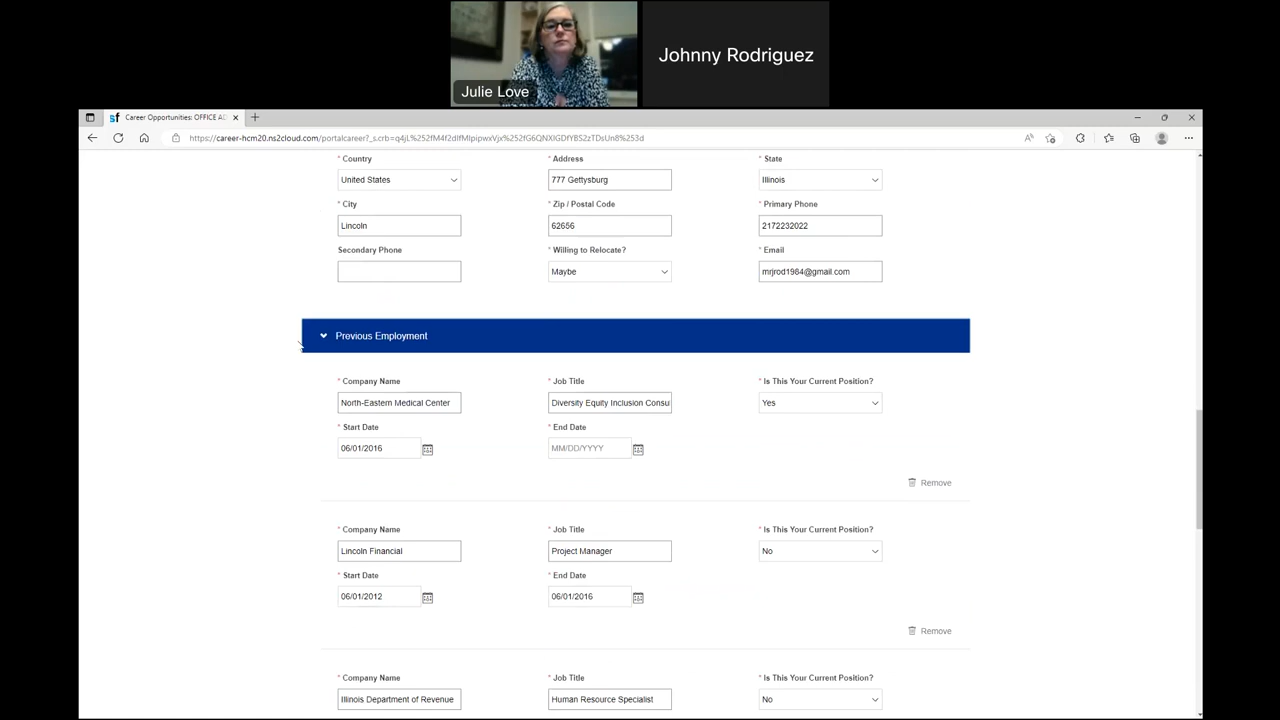 Johnny Rodriguez
Julie Love
Career Opportunities: OFFICE AD
https://career-hcm20.ns2cloud.com/portalcareer?_s.crb=q4jL%252fM4f2dIfMlpipwxVjx%252fG6QNXIGDfYBS2zTDsUn8%253d
* Country * Address * State
United States 777 Gettysburg Illinois
* City * Zip / Postal Code * Primary Phone
Lincoln 62656 2172232022
Secondary Phone * Willing to Relocate? * Email
Maybe mrjrod1984@gmail.com
Previous Employment
* Company Name * Job Title * Is This Your Current Position?
North-Eastern Medical Center Diversity Equity Inclusion Consul Yes
* Start Date * End Date
06/01/2016 MM/DD/YYYY
Remove
* Company Name * Job Title * Is This Your Current Position?
Lincoln Financial Project Manager No
* Start Date * End Date
06/01/2012 06/01/2016
Remove
* Company Name * Job Title * Is This Your Current Position?
Illinois Department of Revenue Human Resource Specialist No